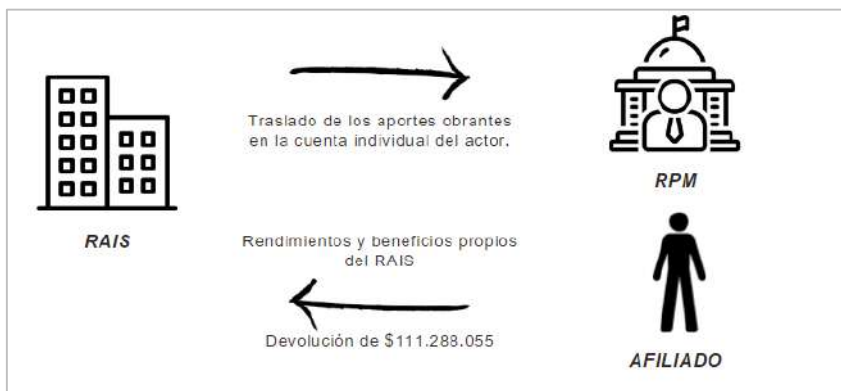 Traslado de los aportes obrantes
en la cuenta individual del actor.
RPM
RAIS
Rendimientos y beneficios propios
del RAIS
Devolución de $111.288.055
AFILIADO